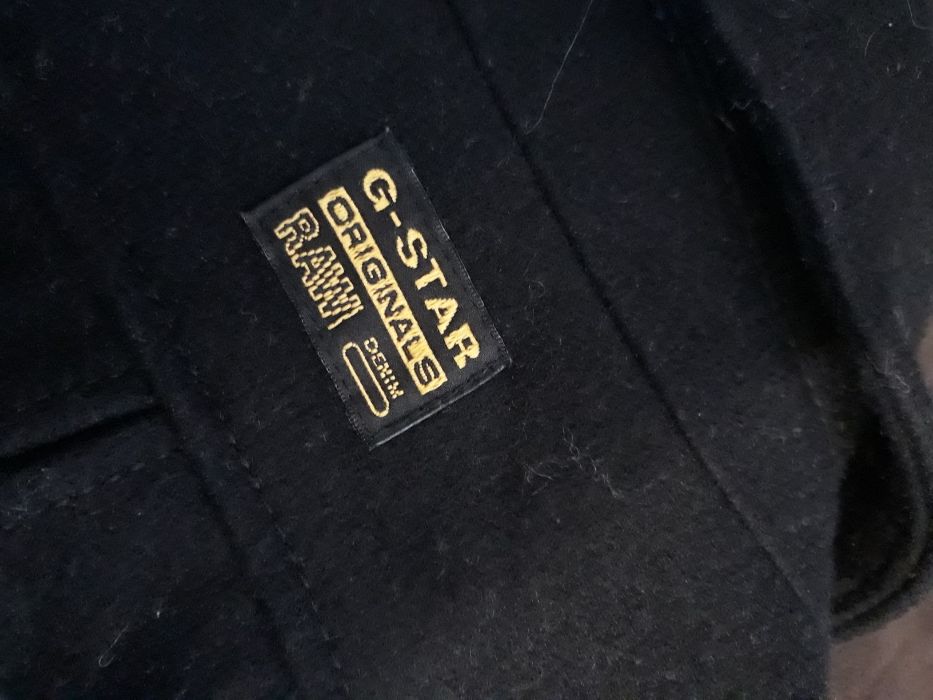 G-STAR
ORIGINALS
RAW
DENIM